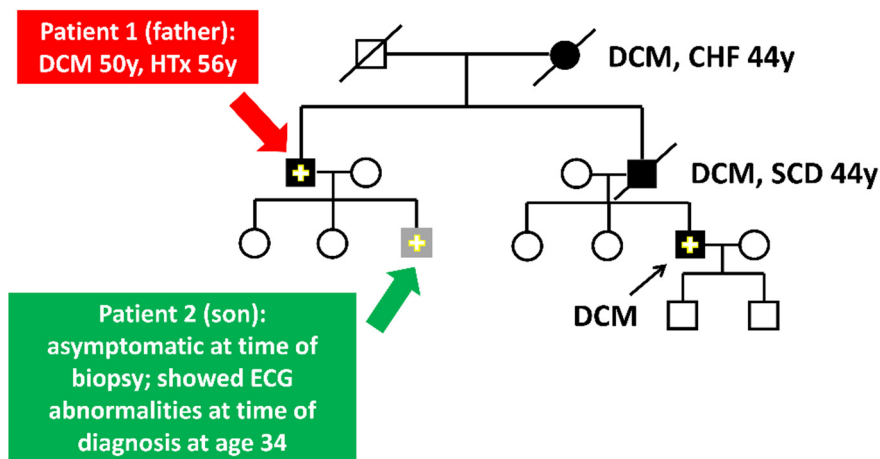 Patient 1 (father):
DCM 50y, HTx 56y
DCM, CHF 44y
DCM, SCD 44y
Patient 2 (son):
asymptomatic at time of
biopsy; showed ECG
abnormalities at time of
diagnosis at age 34
DCM